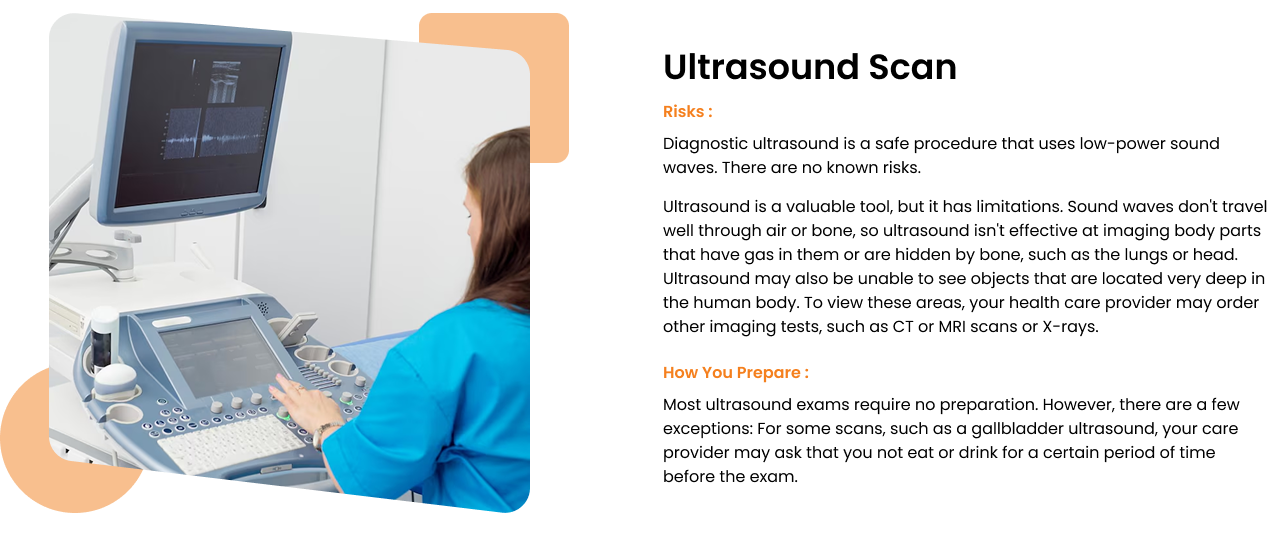 Ultrasound Scan
Risks :
Diagnostic ultrasound is a safe procedure that uses low-power sound
waves. There are no known risks.
Ultrasound is a valuable tool, but it has limitations. Sound waves don't travel
well through air or bone, so ultrasound isn't effective at imaging body parts
that have gas in them or are hidden by bone, such as the lungs or head.
Ultrasound may also be unable to see objects that are located very deep in
the human body. To view these areas, your health care provider may order
other imaging tests, such as CT or MRI scans or X-rays.
How You Prepare :
Most ultrasound exams require no preparation. However, there are a few
exceptions: For some scans, such as a gallbladder ultrasound, your care
provider may ask that you not eat or drink for a certain period of time
before the exam.